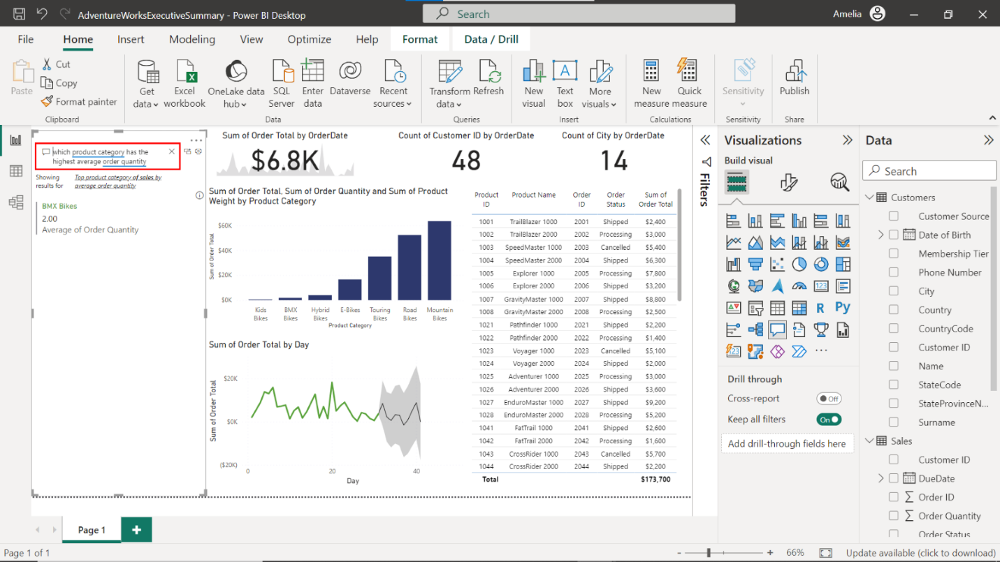 AdventureWorksExecutiveSummary - Power BI Desktop
Search
Amelia
File Home Insert Modeling View Optimize Help Format Data / Drill
Paste
Cut
Copy
Format painter
Clipboard
Get data
Excel workbook
OneLake data hub
SQL Server
Enter data
Dataverse
Recent sources
Data
Transform data
Refresh
Queries
New visual
Text box
More visuals
Insert
New measure
Quick measure
Calculations
Sensitivity
Sensitivity
Publish
Share
which product category has the
highest average order quantity
Showing
results for
Top product category of sales by
average order quantity
BMX Bikes
2.00
Average of Order Quantity
Sum of Order Total by OrderDate
$6.8K
Count of Customer ID by OrderDate
48
Count of City by OrderDate
14
Sum of Order Total, Sum of Order Quantity and Sum of Product
Weight by Product Category
Sum of Order Total
$60K
$40K
$20K
$0K
Kids Bikes
BMX Bikes
Hybrid Bikes
E-Bikes
Touring Bikes
Road Bikes
Mountain Bikes
Product Category
Sum of Order Total by Day
Sum of Order Total
$20K
$0K
($20K)
0 20 40
Day
Product ID Product Name Order ID Order Status Sum of Order Total
1001 TrailBlazer 1000 2001 Shipped $2,400
1002 TrailBlazer 2000 2002 Processing $3,000
1003 SpeedMaster 1000 2003 Cancelled $5,400
1004 SpeedMaster 2000 2004 Shipped $6,300
1005 Explorer 1000 2005 Processing $7,800
1006 Explorer 2000 2006 Shipped $3,200
1007 GravityMaster 1000 2007 Shipped $8,800
1008 GravityMaster 2000 2008 Processing $2,500
1021 Pathfinder 1000 2021 Shipped $2,200
1022 Pathfinder 2000 2022 Processing $1,400
1023 Voyager 1000 2023 Cancelled $5,100
1024 Voyager 2000 2024 Shipped $2,000
1025 Adventurer 1000 2025 Processing $3,000
1026 Adventurer 2000 2026 Shipped $3,600
1027 EnduroMaster 1000 2027 Shipped $9,200
1028 EnduroMaster 2000 2028 Processing $5,200
1041 FatTrail 1000 2041 Shipped $2,600
1042 FatTrail 2000 2042 Processing $1,600
1043 CrossRider 1000 2043 Cancelled $5,700
1044 CrossRider 2000 2044 Shipped $2,200
Total $173,700
Filters
Visualizations
Build visual
123
R
Py
123
Drill through
Cross-report
Off
Keep all filters
On
Add drill-through fields here
Data
Search
Customers
Customer Source
Date of Birth
Membership Tier
Phone Number
City
Country
CountryCode
Customer ID
Name
StateCode
StateProvinceN...
Surname
Sales
Customer ID
DueDate
Order ID
Order Quantity
Order Status
Page 1
Page 1 of 1
66%
Update available (click to download)